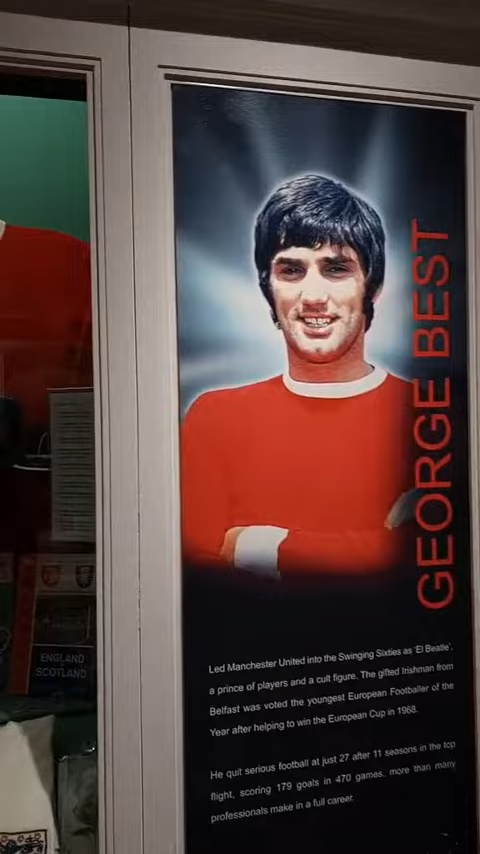 GEORGE BEST
Led Manchester United into the Swinging Sixties as 'El Beatle',
a prince of players and a cult figure. The gifted Irishman from
Belfast was voted the youngest European Footballer of the
Year after helping to win the European Cup in 1968.
He quit serious football at just 27 after 11 seasons in the top
flight, scoring 179 goals in 470 games, more than many
professionals make in a full career.
ENGLAND
SCOTLAND